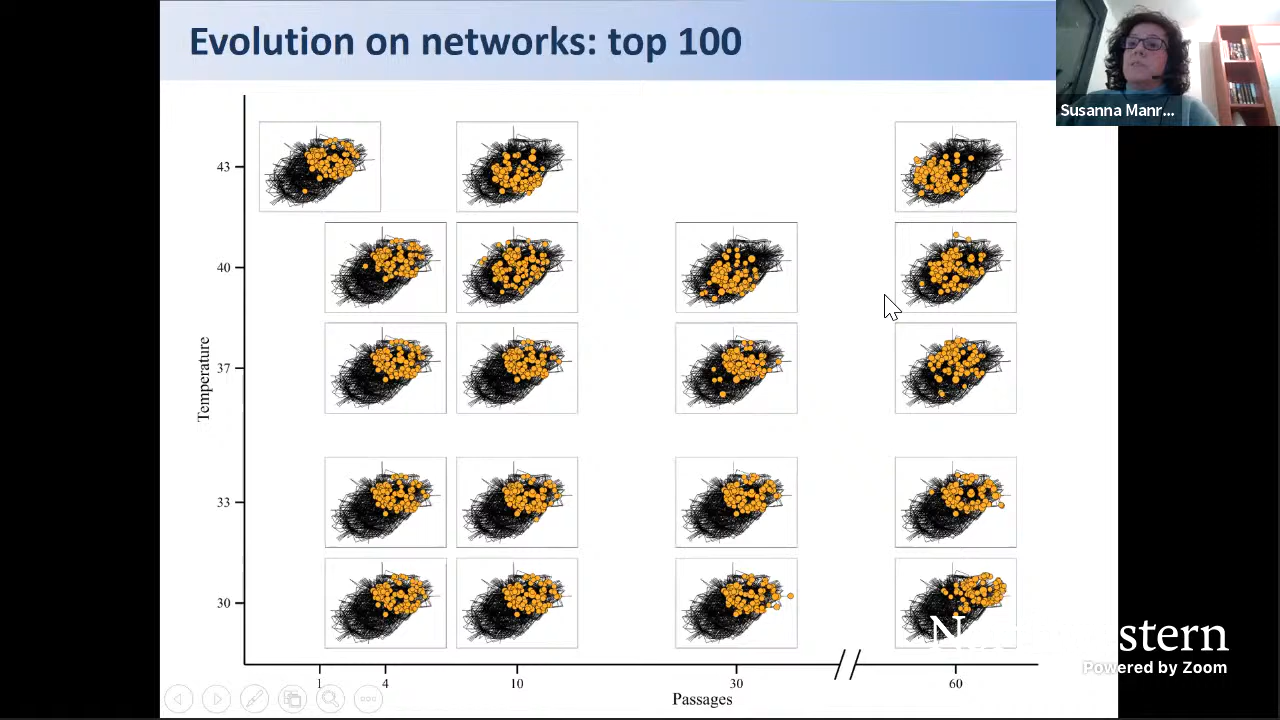 Evolution on networks: top 100
Susanna Manr...
43
40
37
33
30
Temperature
1
4
10
30
60
Passages
Powered by Zoom